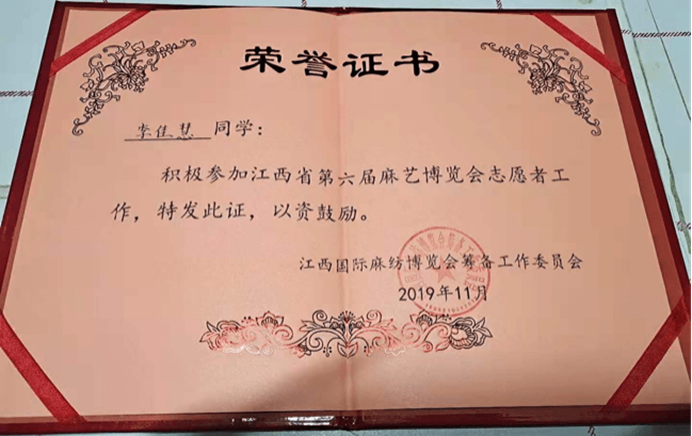 荣誉证书
李佳慧 同学：
积极参加江西省第六届麻艺博览会志愿者工
作，特发此证，以资鼓励。
江西国际麻纺博览会筹备工作委员会
2019年11月